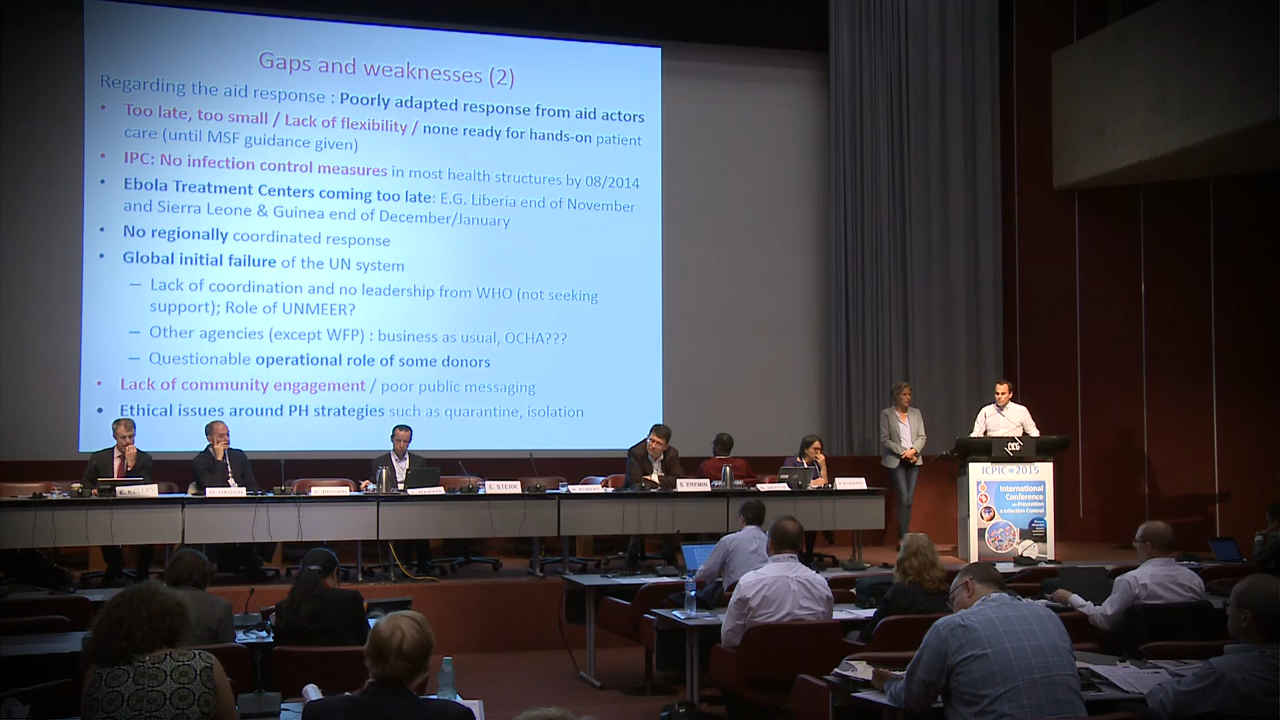 Gaps and weaknesses (2)
Regarding the aid response : Poorly adapted response from aid actors
• Too late, too small / Lack of flexibility / none ready for hands-on patient
care (until MSF guidance given)
• IPC: No infection control measures in most health structures by 08/2014
• Ebola Treatment Centers coming too late: E.G. Liberia end of November
and Sierra Leone & Guinea end of December/January
• No regionally coordinated response
• Global initial failure of the UN system
– Lack of coordination and no leadership from WHO (not seeking
support); Role of UNMEER?
– Other agencies (except WFP) : business as usual, OCHA???
– Questionable operational role of some donors
• Lack of community engagement / poor public messaging
• Ethical issues around PH strategies such as quarantine, isolation
E. STERK
S. EREMIN
CICG
ICPIC 2015
International
Conference
on Prevention
& Infection Control